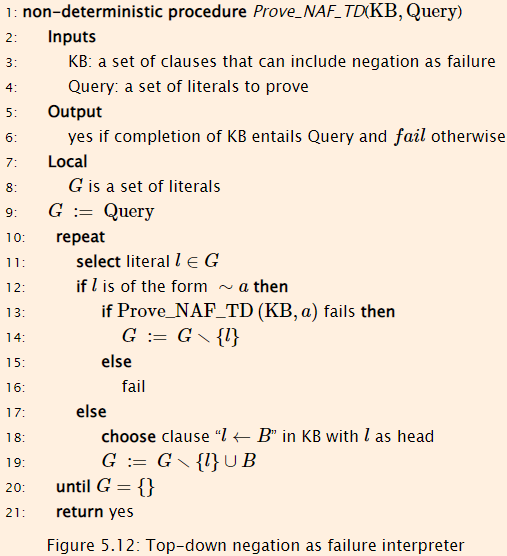 1: non-deterministic procedure Prove_NAF_TD(KB, Query)
2: Inputs
3: KB: a set of clauses that can include negation as failure
4: Query: a set of literals to prove
5: Output
6: yes if completion of KB entails Query and fail otherwise
7: Local
8: G is a set of literals
9: G := Query
10: repeat
11: select literal l ∈ G
12: if l is of the form ∼ a then
13: if Prove_NAF_TD (KB, a) fails then
14: G := G ∖ {l}
15: else
16: fail
17: else
18: choose clause “l ← B” in KB with l as head
19: G := G ∖ {l} ∪ B
20: until G = {}
21: return yes
Figure 5.12: Top-down negation as failure interpreter